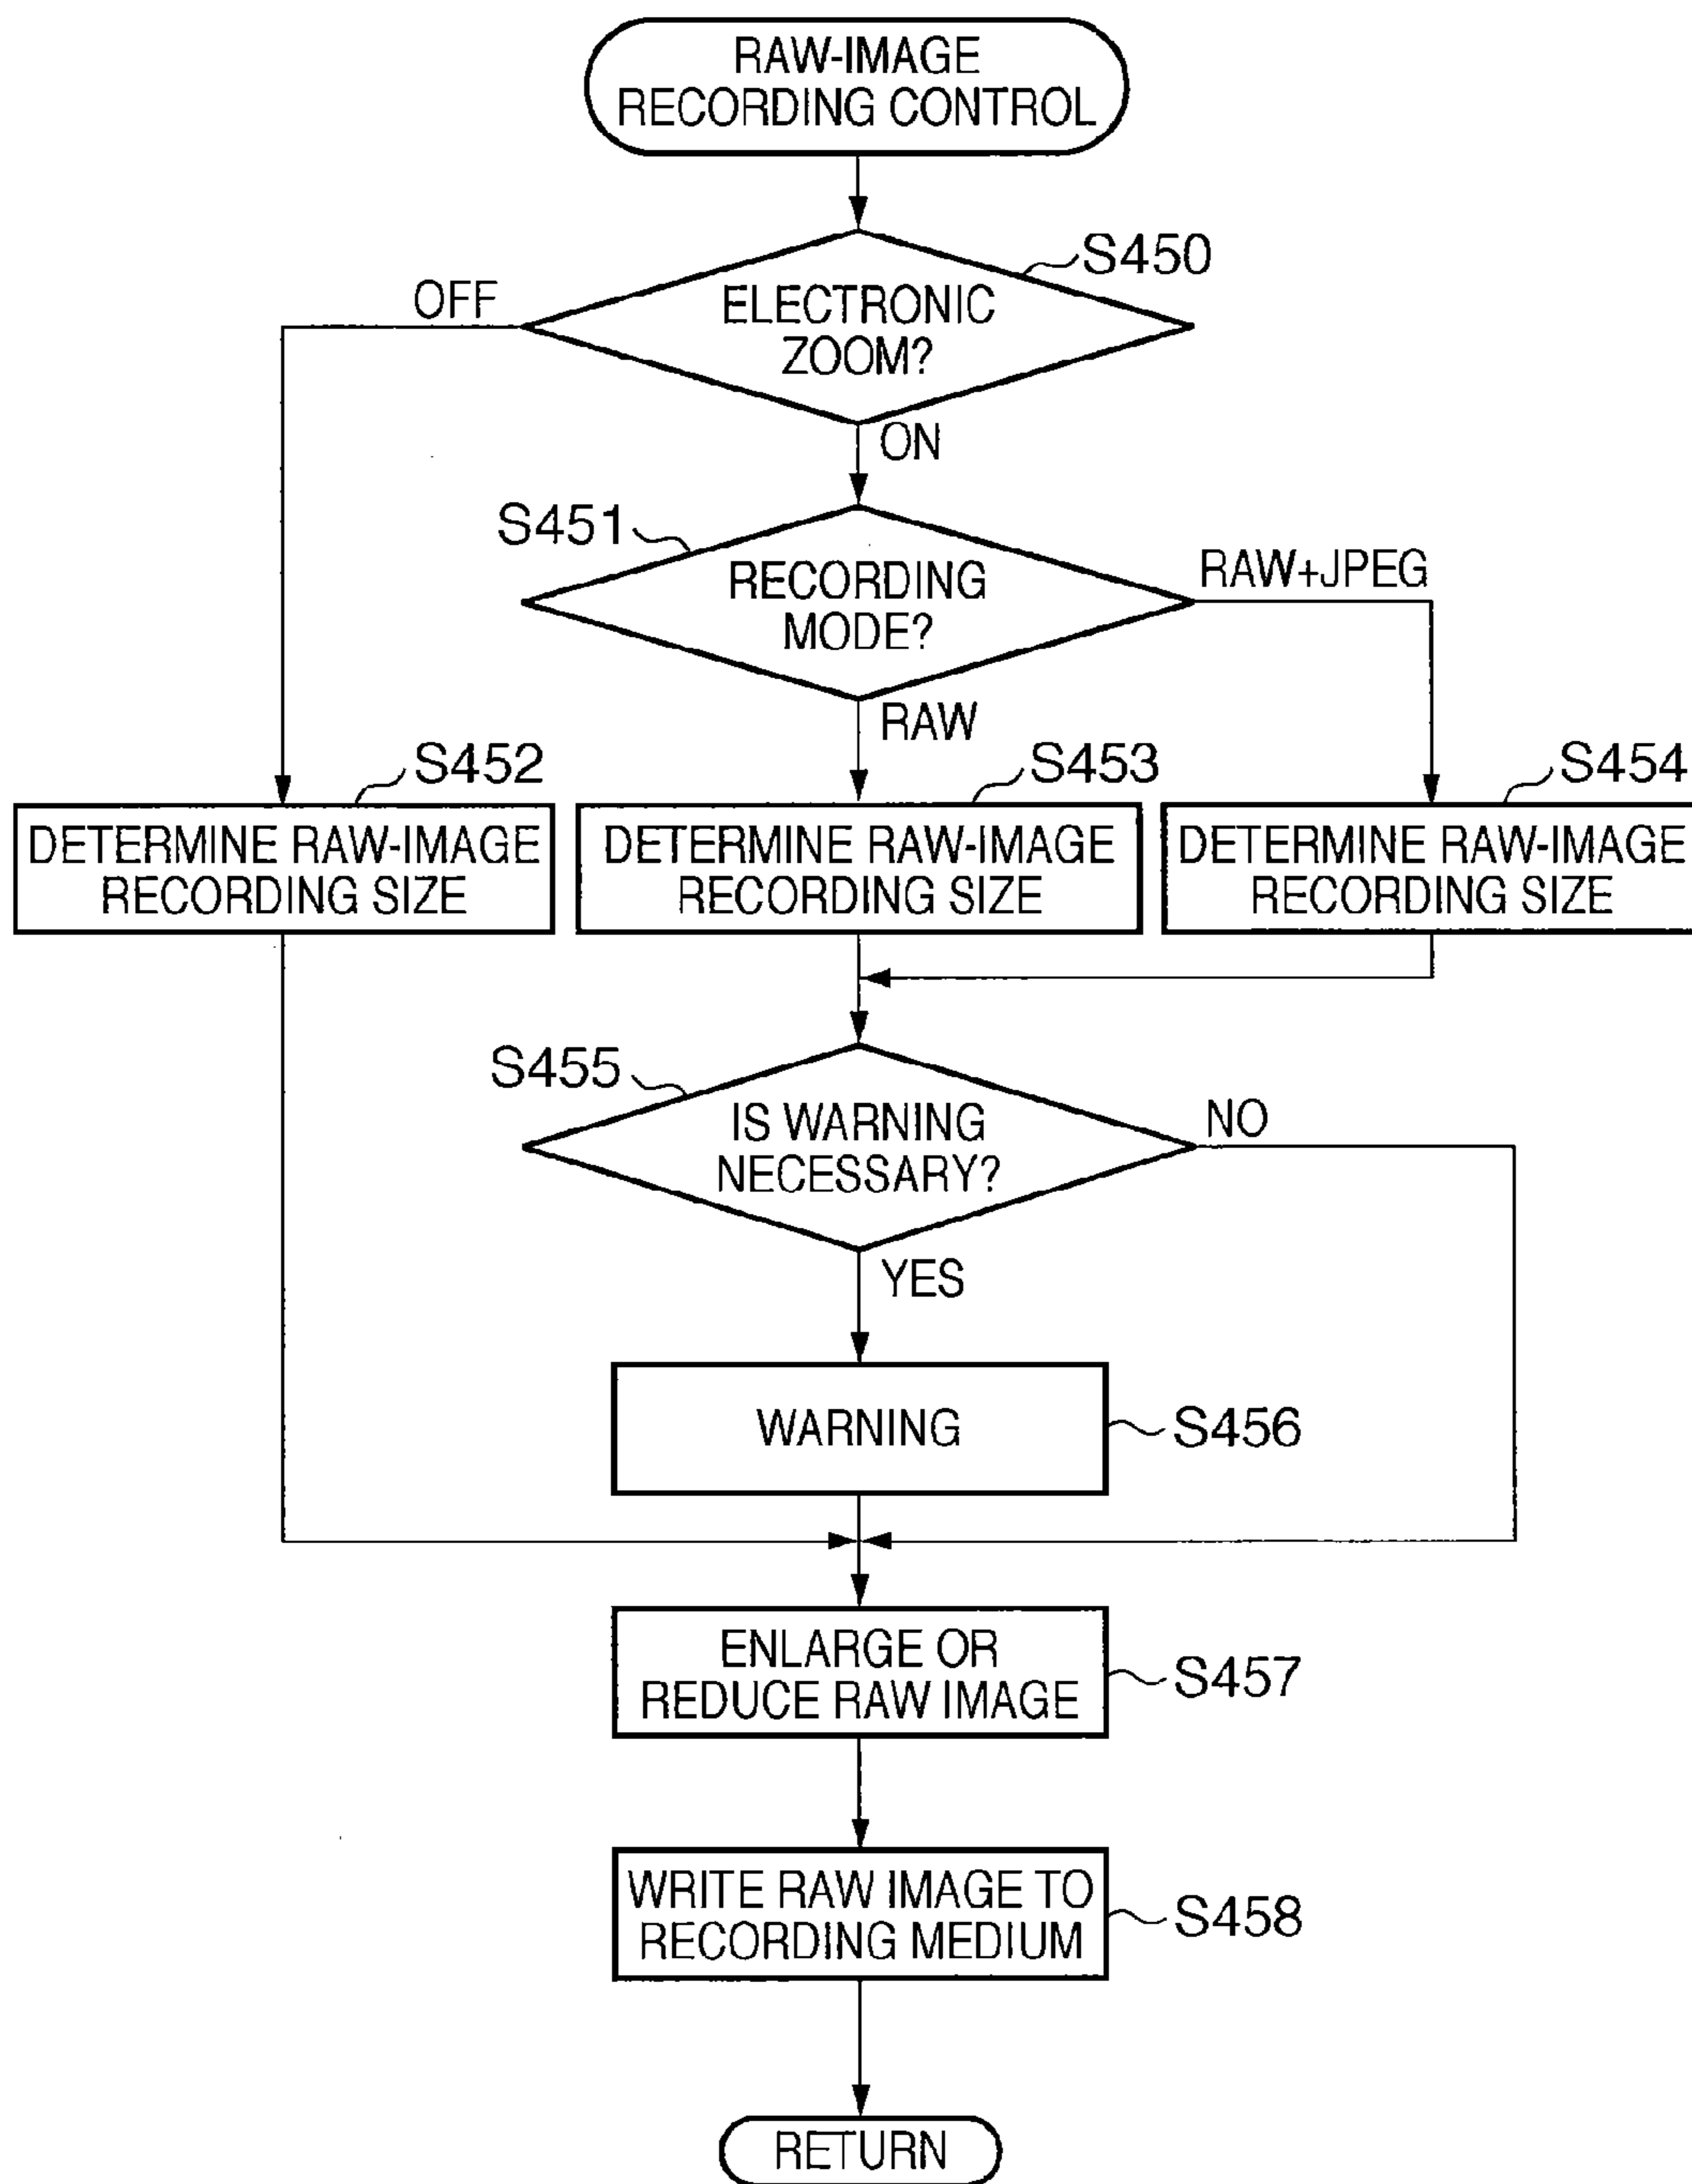 RAW-IMAGE
RECORDING CONTROL
S450
OFF
ELECTRONIC
ZOOM?
ON
S451
RAW+JPEG
RECORDING
MODE?
RAW
S452
S453
S454
DETERMINE RAW-IMAGE
RECORDING SIZE
DETERMINE RAW-IMAGE
RECORDING SIZE
DETERMINE RAW-IMAGE
RECORDING SIZE
S455
NO
IS WARNING
NECESSARY?
YES
WARNING
S456
ENLARGE OR
REDUCE RAW IMAGE
S457
WRITE RAW IMAGE TO
RECORDING MEDIUM
S458
RETURN